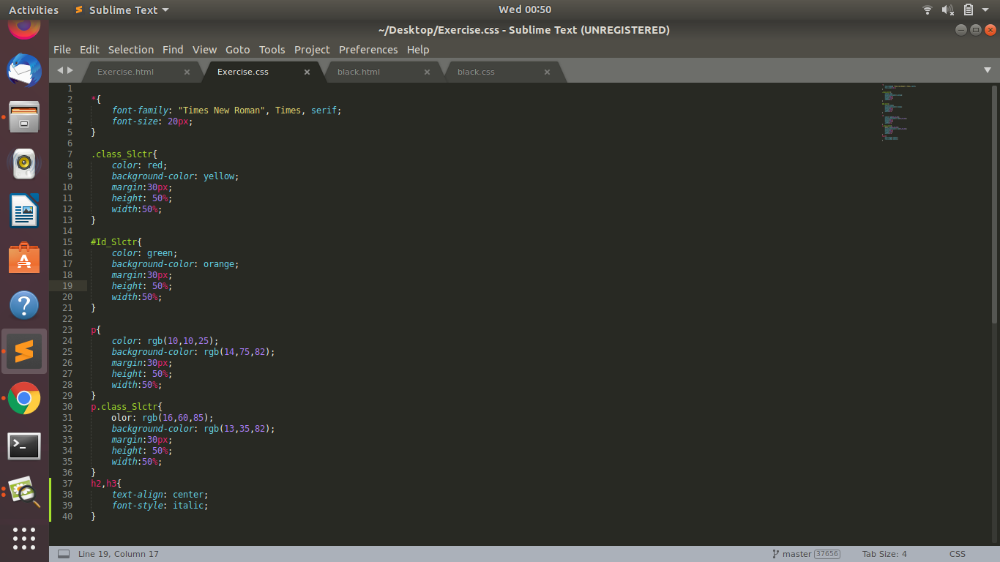 Activities Sublime Text Wed 00:50
~/Desktop/Exercise.css - Sublime Text (UNREGISTERED)
File Edit Selection Find View Goto Tools Project Preferences Help
Exercise.html × Exercise.css × black.html × black.css ×
1
2 *{
3 font-family: "Times New Roman", Times, serif;
4 font-size: 20px;
5 }
6
7 .class_Slctr{
8 color: red;
9 background-color: yellow;
10 margin:30px;
11 height: 50%;
12 width:50%;
13 }
14
15 #Id_Slctr{
16 color: green;
17 background-color: orange;
18 margin:30px;
19 height: 50%;
20 width:50%;
21 }
22
23 p{
24 color: rgb(10,10,25);
25 background-color: rgb(14,75,82);
26 margin:30px;
27 height: 50%;
28 width:50%;
29 }
30 p.class_Slctr{
31 olor: rgb(16,60,85);
32 background-color: rgb(13,35,82);
33 margin:30px;
34 height: 50%;
35 width:50%;
36 }
37 h2,h3{
38 text-align: center;
39 font-style: italic;
40 }
Line 19, Column 17 master 37656 Tab Size: 4 CSS